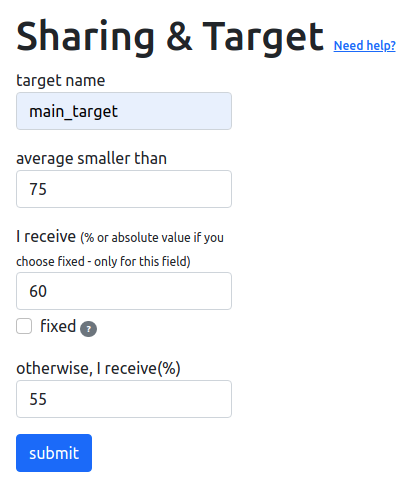 Sharing & Target Need help?
target name
main_target
average smaller than
75
I receive (% or absolute value if you
choose fixed - only for this field)
60
fixed ?
otherwise, I receive(%)
55
submit